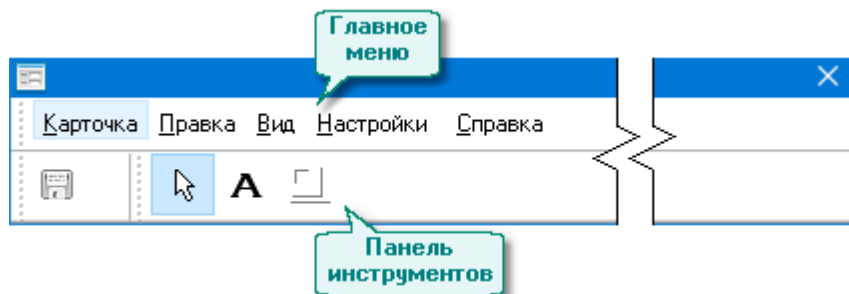 Главное
меню
Карточка Правка Вид Настройки Справка
A
Панель
инструментов